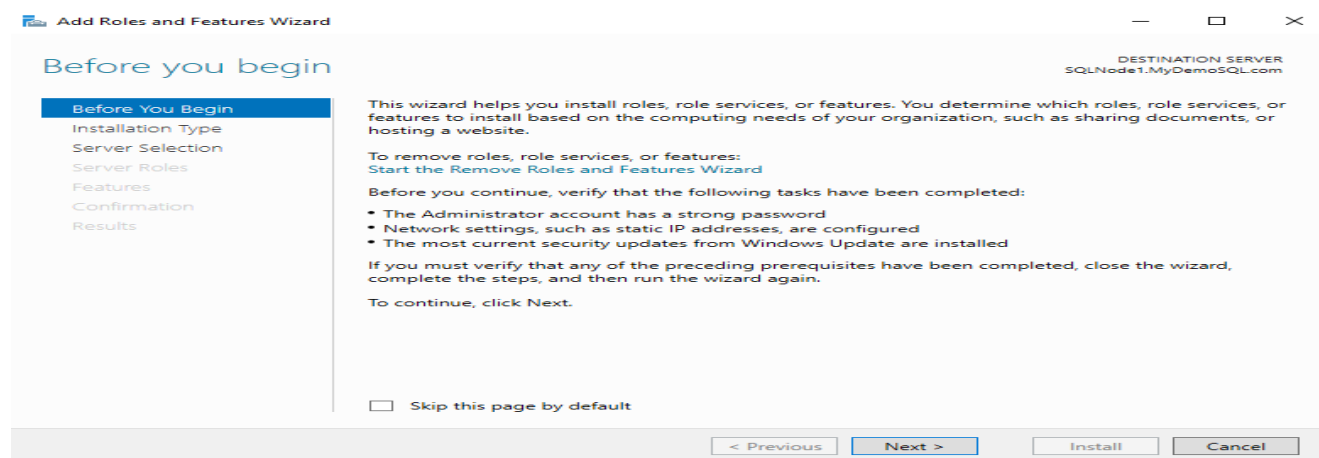 Add Roles and Features Wizard
Before you begin
DESTINATION SERVER
SQLNode1.MyDemoSQL.com
Before You Begin
Installation Type
Server Selection
Server Roles
Features
Confirmation
Results
This wizard helps you install roles, role services, or features. You determine which roles, role services, or
features to install based on the computing needs of your organization, such as sharing documents, or
hosting a website.
To remove roles, role services, or features:
Start the Remove Roles and Features Wizard
Before you continue, verify that the following tasks have been completed:
• The Administrator account has a strong password
• Network settings, such as static IP addresses, are configured
• The most current security updates from Windows Update are installed
If you must verify that any of the preceding prerequisites have been completed, close the wizard,
complete the steps, and then run the wizard again.
To continue, click Next.
Skip this page by default
< Previous
Next >
Install
Cancel